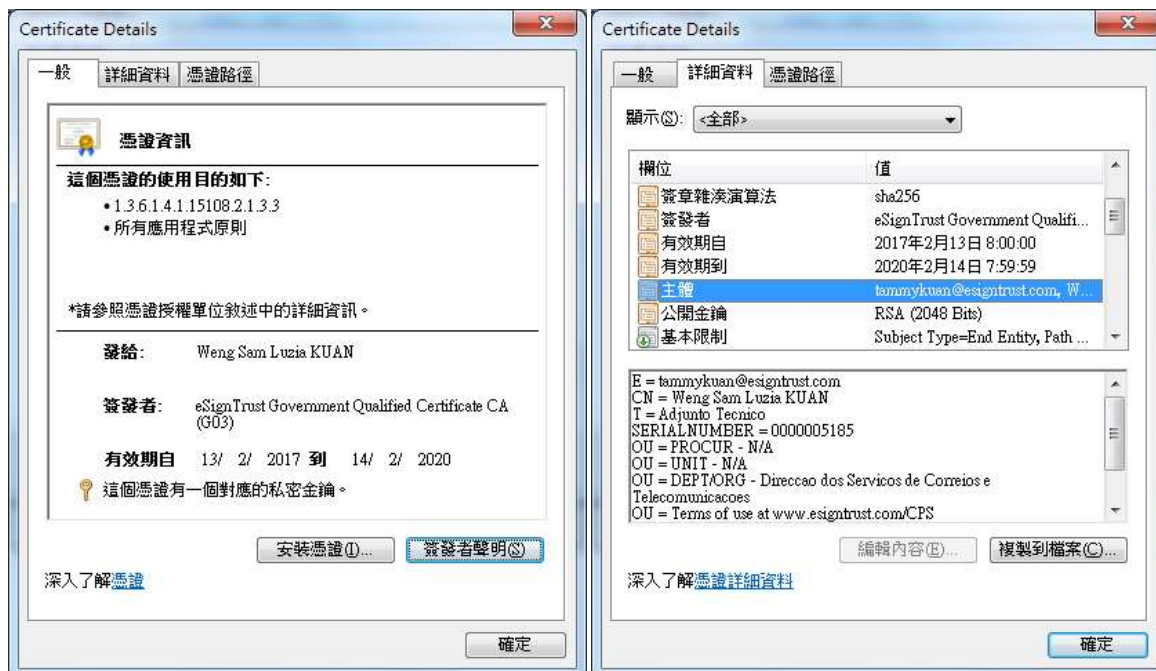 Certificate Details
一般
詳細資料
憑證路徑
憑證資訊
這個憑證的使用目的如下:
• 1.3.6.1.4.1.15108.2.1.3.3
• 所有應用程式原則
*請參照憑證授權單位敘述中的詳細資訊。
發給: Weng Sam Luzia KUAN
簽發者: eSignTrust Government Qualified Certificate CA
(G03)
有效期自 13/ 2/ 2017 到 14/ 2/ 2020
這個憑證有一個對應的私密金鑰。
安裝憑證(I)...
簽發者聲明(S)
深入了解憑證
確定
Certificate Details
一般
詳細資料
憑證路徑
顯示(S): <全部>
欄位 值
簽章雜湊演算法 sha256
簽發者 eSignTrust Government Qualifi...
有效期自 2017年2月13日 8:00:00
有效期到 2020年2月14日 7:59:59
主體 tammykuan@esigntrust.com, W...
公開金鑰 RSA (2048 Bits)
基本限制 Subject Type=End Entity, Path ...
E = tammykuan@esigntrust.com
CN = Weng Sam Luzia KUAN
T = Adjunto Tecnico
SERIALNUMBER = 0000005185
OU = PROCUR - N/A
OU = UNIT - N/A
OU = DEPT/ORG - Direccao dos Servicos de Correios e
Telecomunicacoes
OU = Terms of use at www.esigntrust.com/CPS
編輯內容(E)...
複製到檔案(C)...
深入了解憑證詳細資料
確定